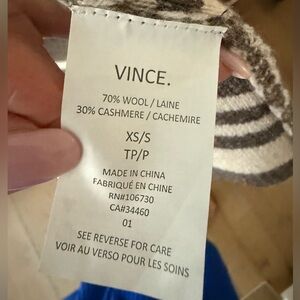 VINCE.
70% WOOL / LAINE
30% CASHMERE / CACHEMIRE
XS/S
TP/P
MADE IN CHINA
FABRIQUÉ EN CHINE
RN#106730
CA#34460
01
SEE REVERSE FOR CARE
VOIR AU VERSO POUR LES SOINS